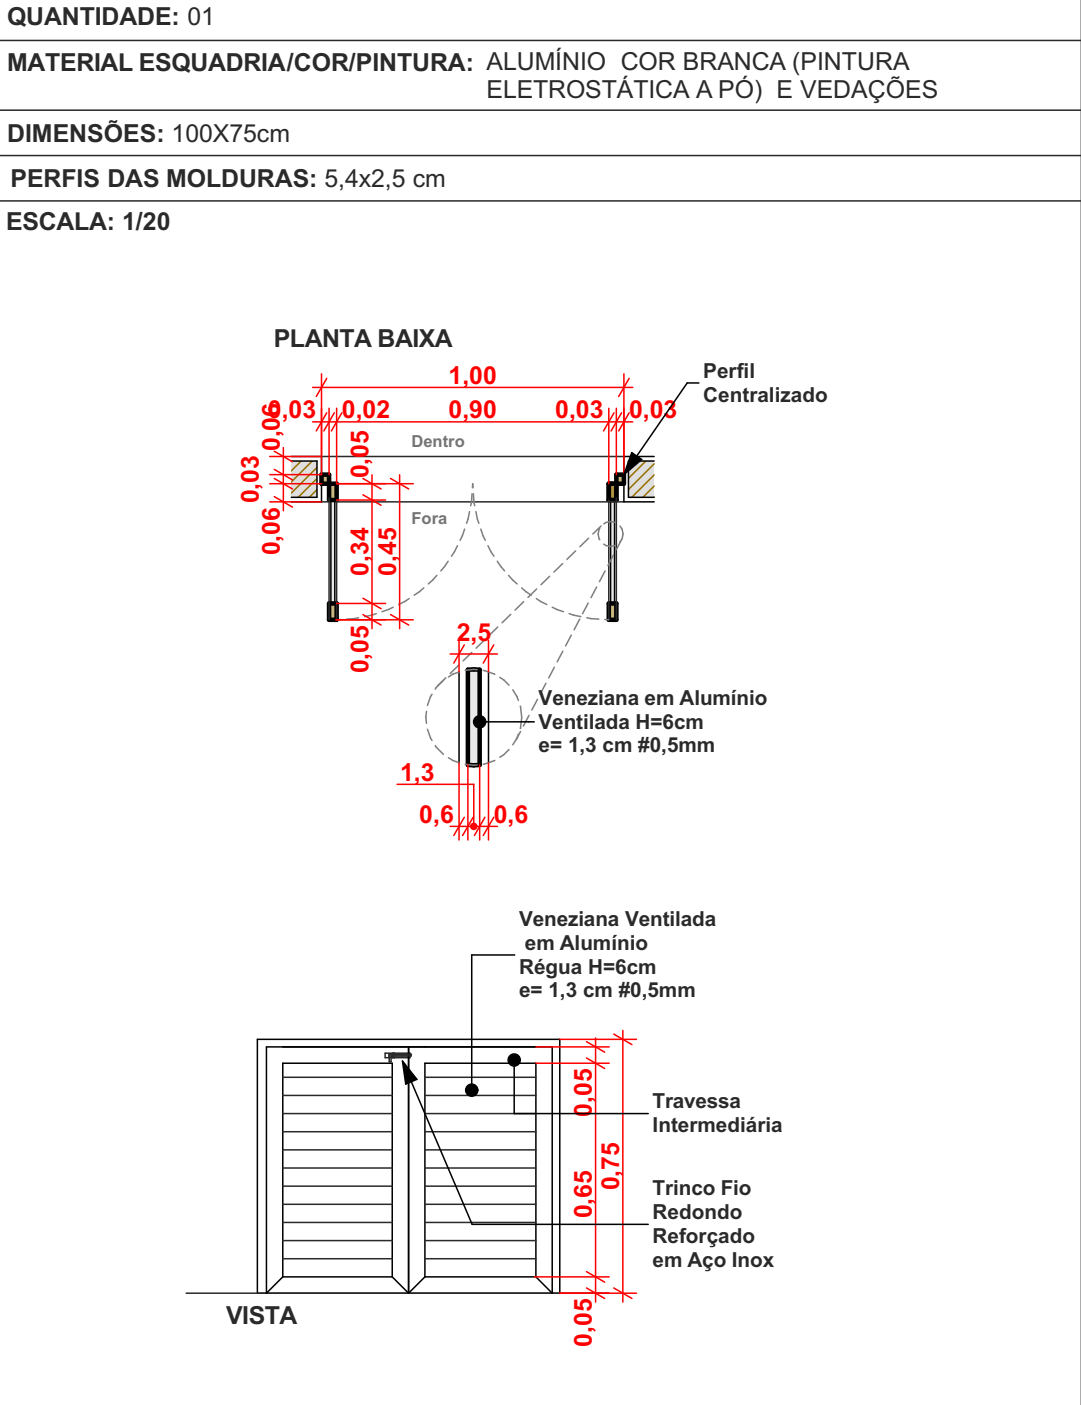 QUANTIDADE: 01
MATERIAL ESQUADRIA/COR/PINTURA: ALUMÍNIO COR BRANCA (PINTURA
ELETROSTÁTICA A PÓ) E VEDAÇÕES
DIMENSÕES: 100X75cm
PERFIS DAS MOLDURAS: 5,4x2,5 cm
ESCALA: 1/20
PLANTA BAIXA
1,00
Perfil
Centralizado
0,03 0,02 0,90 0,03 0,03
0,06
0,03
0,06
0,05
Dentro
Fora
0,34
0,45
0,05
2,5
Veneziana em Alumínio
Ventilada H=6cm
e= 1,3 cm #0,5mm
1,3
0,6 0,6
Veneziana Ventilada
em Alumínio
Régua H=6cm
e= 1,3 cm #0,5mm
0,05
0,65
0,75
0,05
Travessa
Intermediária
Trinco Fio
Redondo
Reforçado
em Aço Inox
VISTA